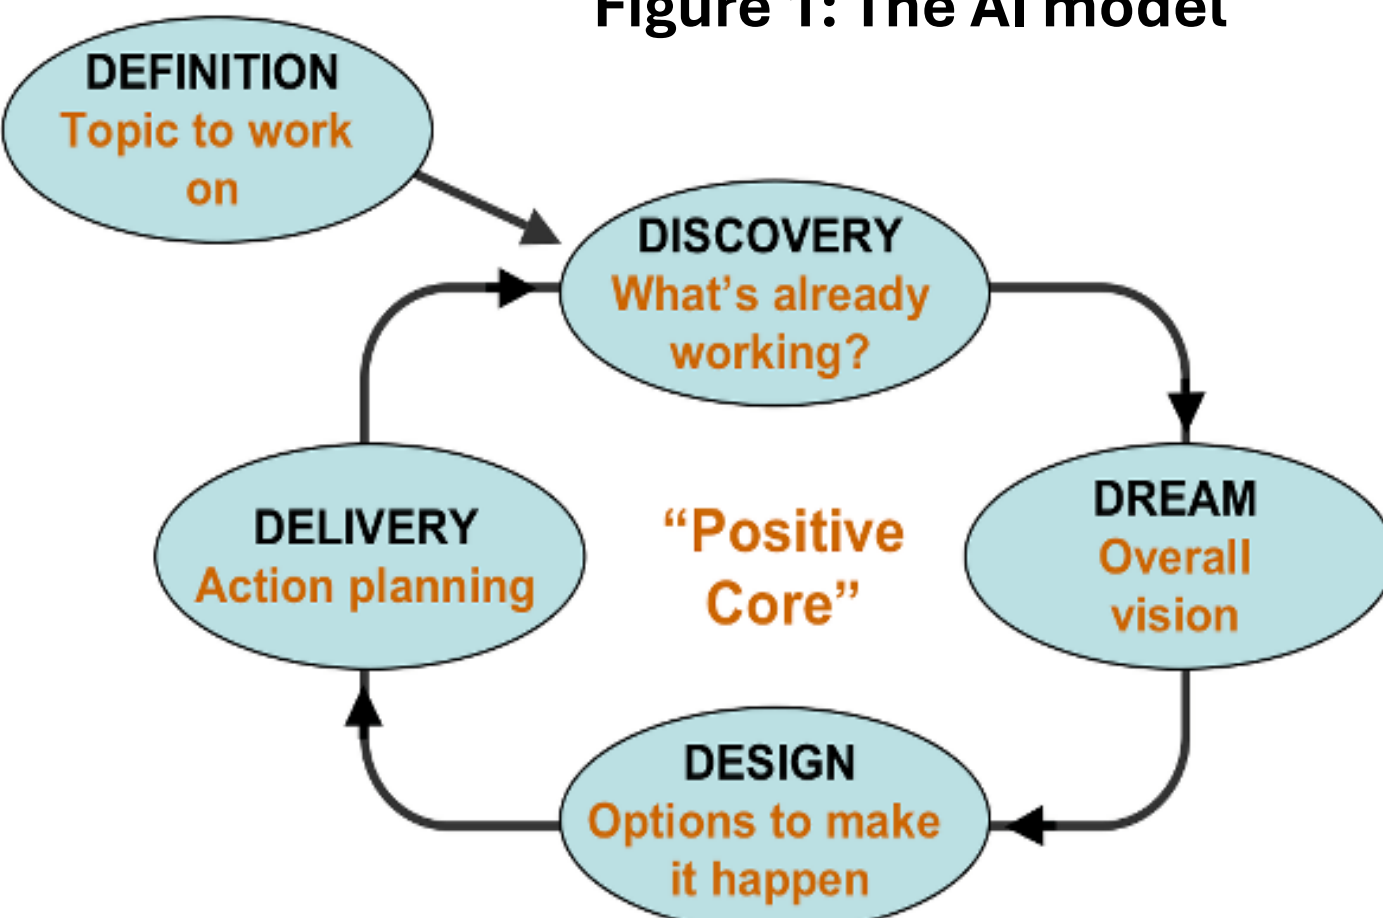 Figure 1: The AI model
DEFINITION
Topic to work
on
DISCOVERY
What’s already
working?
DREAM
Overall
vision
DESIGN
Options to make
it happen
DELIVERY
Action planning
“Positive
Core”